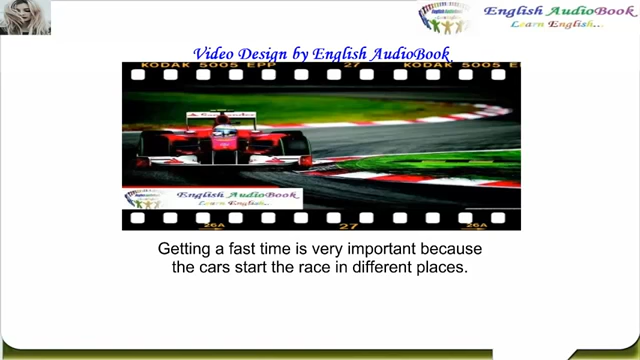 English AudioBook
Learn English...
Video Design by English AudioBook
KODAK 5005 EPP 27 KODAK 5005 E
Santander
English AudioBook
Learn English...
26A 27 26A
Getting a fast time is very important because
the cars start the race in different places.